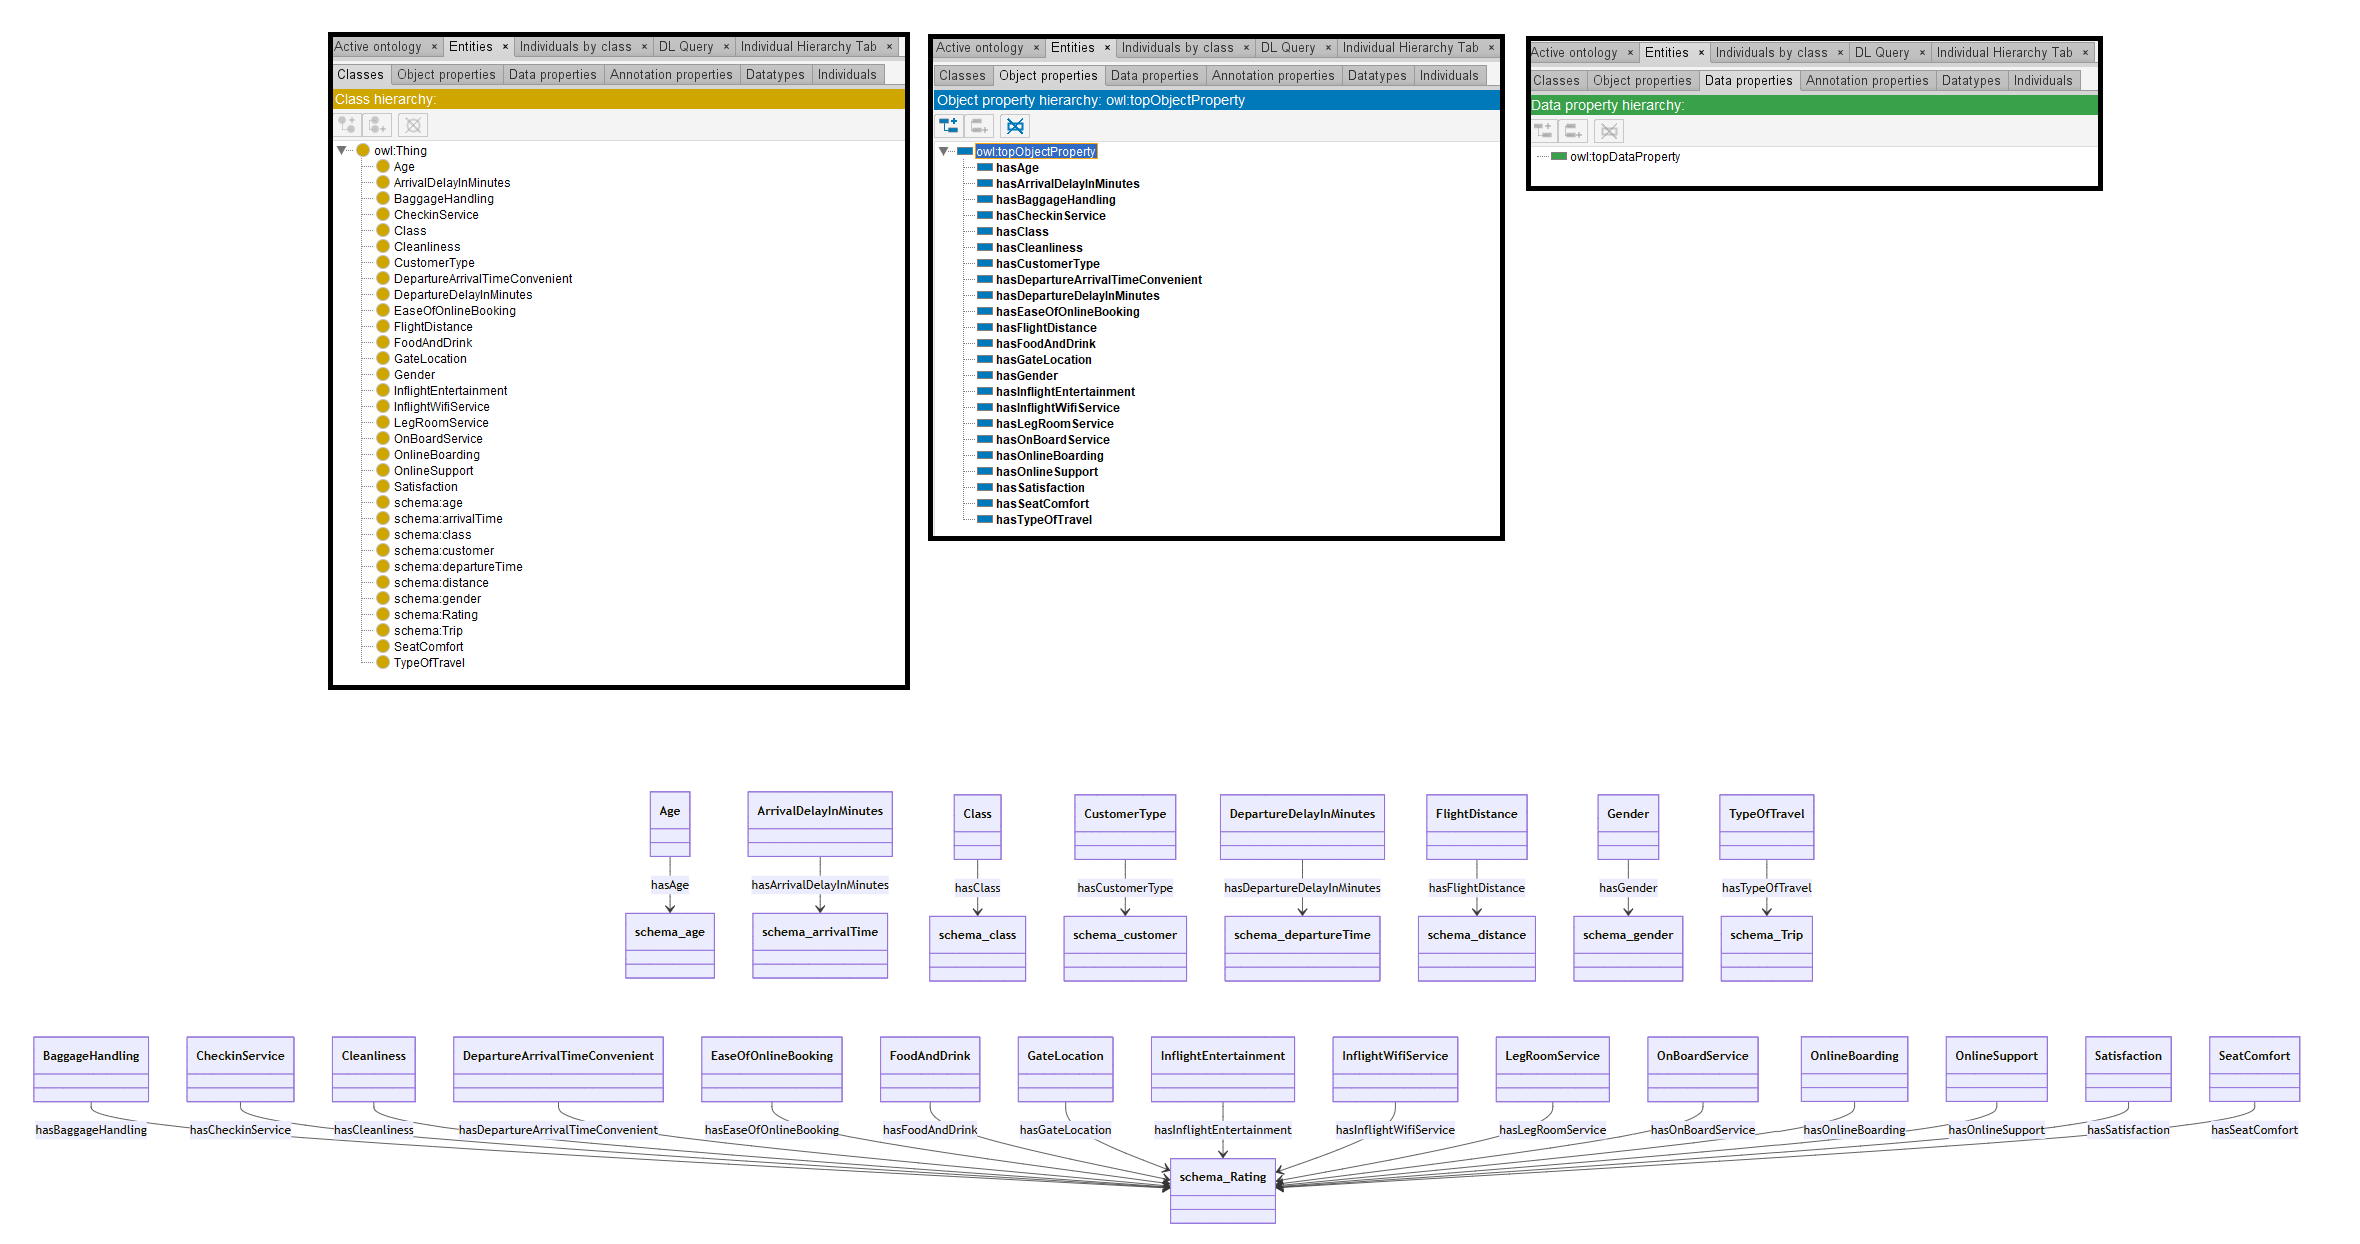 Active ontology × Entities × Individuals by class × DL Query × Individual Hierarchy Tab ×
Classes Object properties Data properties Annotation properties Datatypes Individuals
Class hierarchy:
owl:Thing
Age
ArrivalDelayInMinutes
BaggageHandling
CheckinService
Class
Cleanliness
CustomerType
DepartureArrivalTimeConvenient
DepartureDelayInMinutes
EaseOfOnlineBooking
FlightDistance
FoodAndDrink
GateLocation
Gender
InflightEntertainment
InflightWifiService
LegRoomService
OnBoardService
OnlineBoarding
OnlineSupport
Satisfaction
schema:age
schema:arrivalTime
schema:class
schema:customer
schema:departureTime
schema:distance
schema:gender
schema:Rating
schema:Trip
SeatComfort
TypeOfTravel
Active ontology × Entities × Individuals by class × DL Query × Individual Hierarchy Tab ×
Classes Object properties Data properties Annotation properties Datatypes Individuals
Object property hierarchy: owl:topObjectProperty
owl:topObjectProperty
hasAge
hasArrivalDelayInMinutes
hasBaggageHandling
hasCheckinService
hasClass
hasCleanliness
hasCustomerType
hasDepartureArrivalTimeConvenient
hasDepartureDelayInMinutes
hasEaseOfOnlineBooking
hasFlightDistance
hasFoodAndDrink
hasGateLocation
hasGender
hasInflightEntertainment
hasInflightWifiService
hasLegRoomService
hasOnBoardService
hasOnlineBoarding
hasOnlineSupport
hasSatisfaction
hasSeatComfort
hasTypeOfTravel
Active ontology × Entities × Individuals by class × DL Query × Individual Hierarchy Tab ×
Classes Object properties Data properties Annotation properties Datatypes Individuals
Data property hierarchy:
owl:topDataProperty
Age ArrivalDelayInMinutes Class CustomerType DepartureDelayInMinutes FlightDistance Gender TypeOfTravel
hasAge hasArrivalDelayInMinutes hasClass hasCustomerType hasDepartureDelayInMinutes hasFlightDistance hasGender hasTypeOfTravel
schema_age schema_arrivalTime schema_class schema_customer schema_departureTime schema_distance schema_gender schema_Trip
BaggageHandling CheckinService Cleanliness DepartureArrivalTimeConvenient EaseOfOnlineBooking FoodAndDrink GateLocation InflightEntertainment InflightWifiService LegRoomService OnBoardService OnlineBoarding OnlineSupport Satisfaction SeatComfort
hasBaggageHandling hasCheckinService hasCleanliness hasDepartureArrivalTimeConvenient hasEaseOfOnlineBooking hasFoodAndDrink hasGateLocation hasInflightEntertainment hasInflightWifiService hasLegRoomService hasOnBoardService hasOnlineBoarding hasOnlineSupport hasSatisfaction hasSeatComfort
schema_Rating